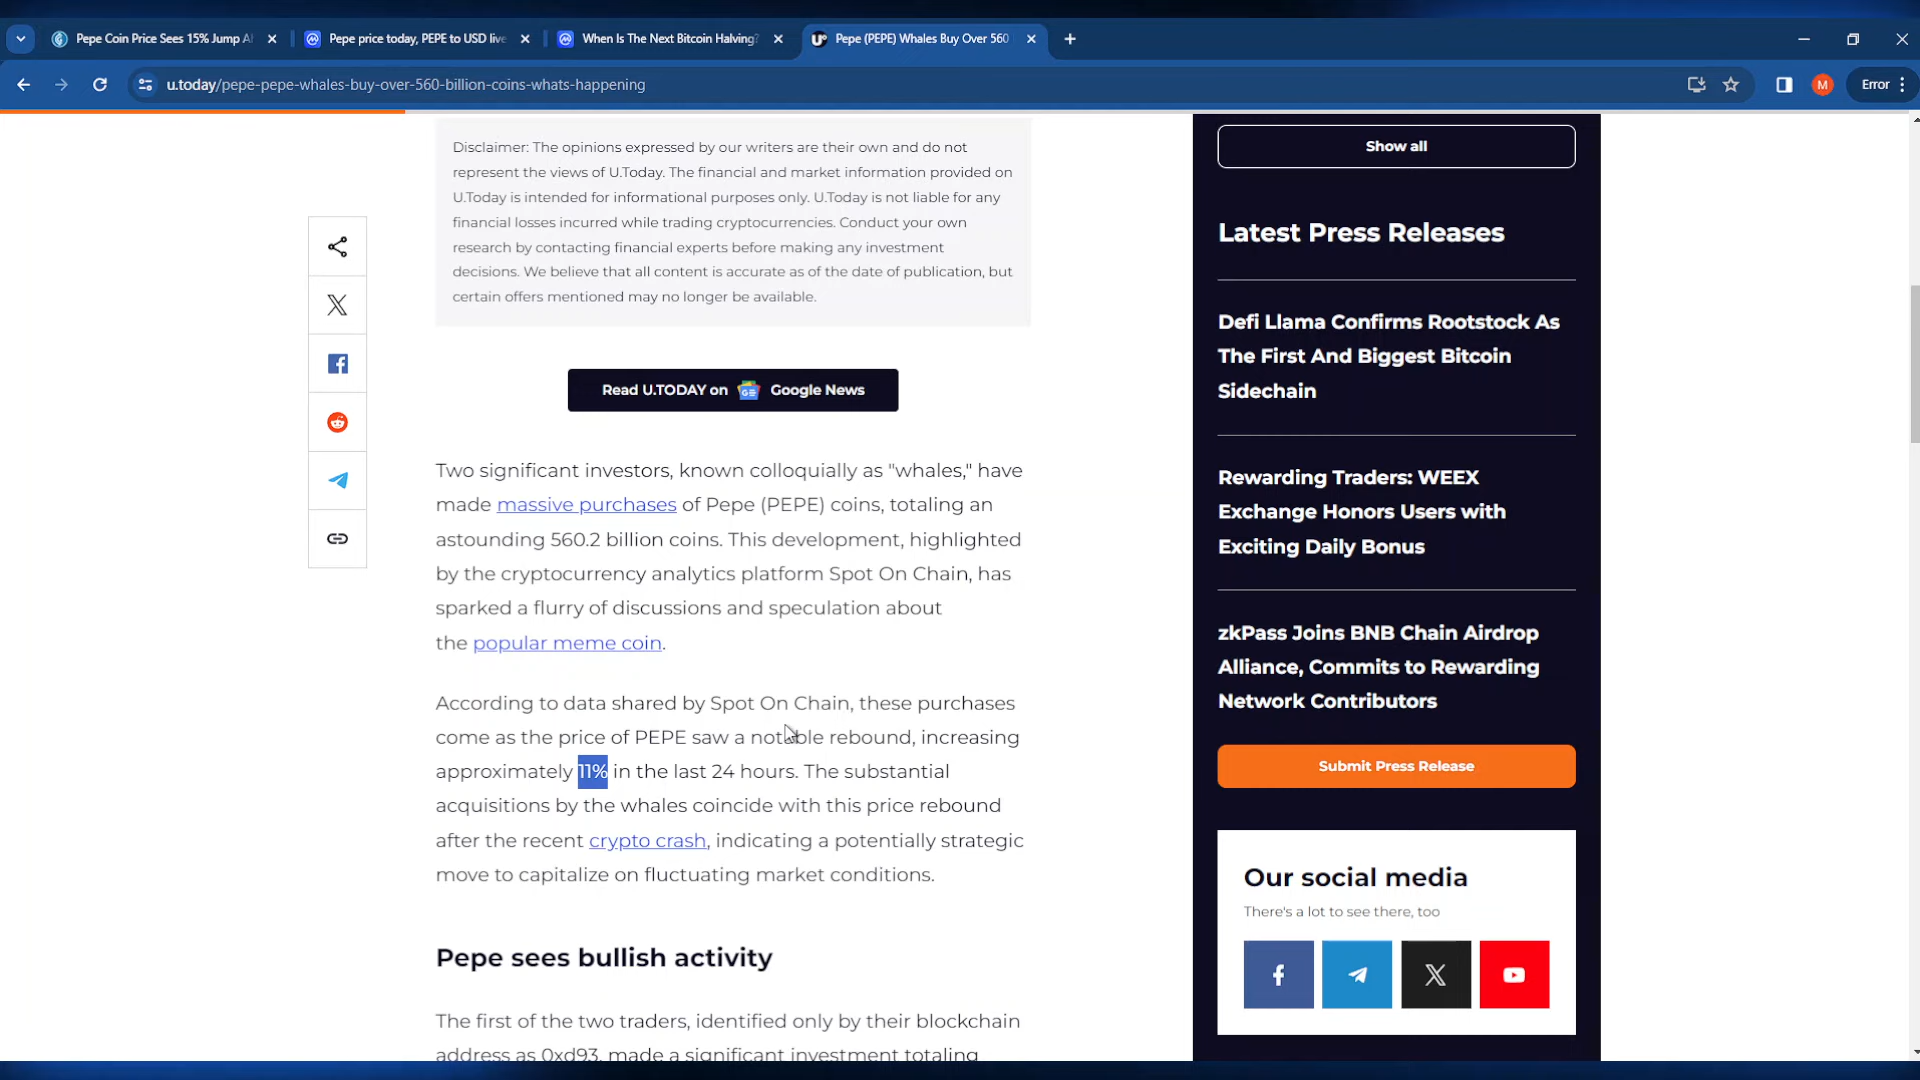 Pepe Coin Price Sees 15% Jump A
Pepe price today, PEPE to USD live
When Is The Next Bitcoin Halving?
Pepe (PEPE) Whales Buy Over 560
u.today/pepe-pepe-whales-buy-over-560-billion-coins-whats-happening
M
Error
Disclaimer: The opinions expressed by our writers are their own and do not
represent the views of U.Today. The financial and market information provided on
U.Today is intended for informational purposes only. U.Today is not liable for any
financial losses incurred while trading cryptocurrencies. Conduct your own
research by contacting financial experts before making any investment
decisions. We believe that all content is accurate as of the date of publication, but
certain offers mentioned may no longer be available.
Read U.TODAY on Google News
Two significant investors, known colloquially as "whales," have
made massive purchases of Pepe (PEPE) coins, totaling an
astounding 560.2 billion coins. This development, highlighted
by the cryptocurrency analytics platform Spot On Chain, has
sparked a flurry of discussions and speculation about
the popular meme coin.
According to data shared by Spot On Chain, these purchases
come as the price of PEPE saw a notable rebound, increasing
approximately 11% in the last 24 hours. The substantial
acquisitions by the whales coincide with this price rebound
after the recent crypto crash, indicating a potentially strategic
move to capitalize on fluctuating market conditions.
Pepe sees bullish activity
The first of the two traders, identified only by their blockchain
address as 0xd93, made a significant investment totaling
Show all
Latest Press Releases
Defi Llama Confirms Rootstock As
The First And Biggest Bitcoin
Sidechain
Rewarding Traders: WEEX
Exchange Honors Users with
Exciting Daily Bonus
zkPass Joins BNB Chain Airdrop
Alliance, Commits to Rewarding
Network Contributors
Submit Press Release
Our social media
There's a lot to see there, too